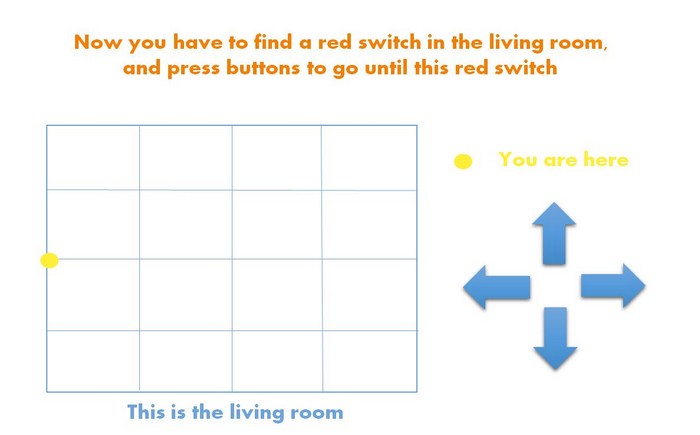 Now you have to find a red switch in the living room,
and press buttons to go until this red switch
You are here
This is the living room